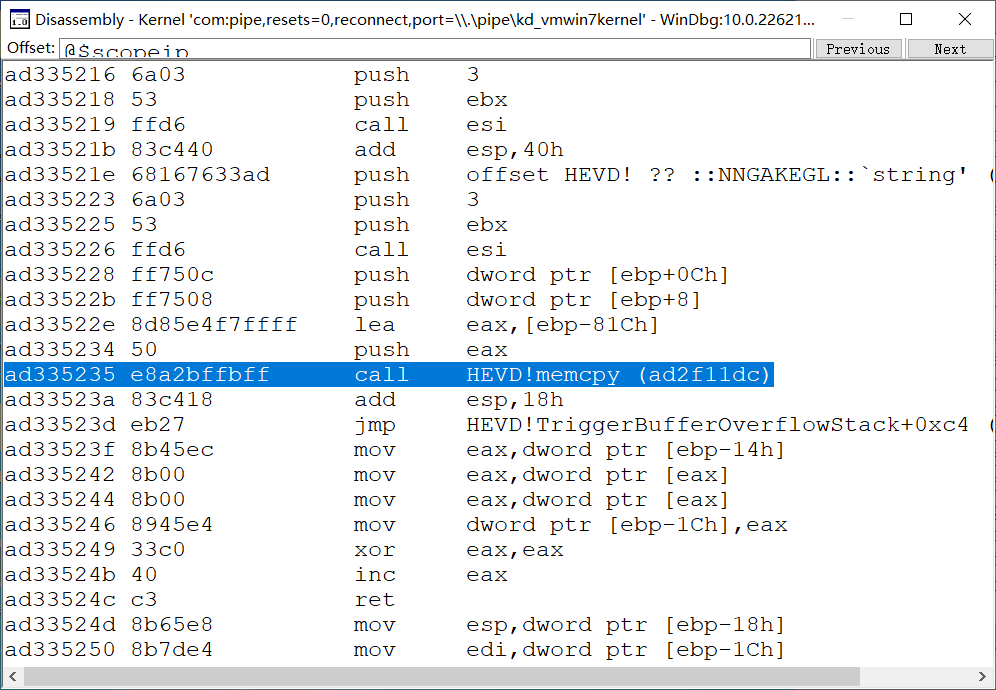 Disassembly - Kernel 'com:pipe,resets=0,reconnect,port=\\.\pipe\kd_vmwin7kernel' - WinDbg:10.0.22621...
Offset: @$scopeip Previous Next
ad335216 6a03 push 3
ad335218 53 push ebx
ad335219 ffd6 call esi
ad33521b 83c440 add esp,40h
ad33521e 68167633ad push offset HEVD! ?? ::NNGAKEGL::`string' (
ad335223 6a03 push 3
ad335225 53 push ebx
ad335226 ffd6 call esi
ad335228 ff750c push dword ptr [ebp+0Ch]
ad33522b ff7508 push dword ptr [ebp+8]
ad33522e 8d85e4f7ffff lea eax,[ebp-81Ch]
ad335234 50 push eax
ad335235 e8a2bffbff call HEVD!memcpy (ad2f11dc)
ad33523a 83c418 add esp,18h
ad33523d eb27 jmp HEVD!TriggerBufferOverflowStack+0xc4 (
ad33523f 8b45ec mov eax,dword ptr [ebp-14h]
ad335242 8b00 mov eax,dword ptr [eax]
ad335244 8b00 mov eax,dword ptr [eax]
ad335246 8945e4 mov dword ptr [ebp-1Ch],eax
ad335249 33c0 xor eax,eax
ad33524b 40 inc eax
ad33524c c3 ret
ad33524d 8b65e8 mov esp,dword ptr [ebp-18h]
ad335250 8b7de4 mov edi,dword ptr [ebp-1Ch]